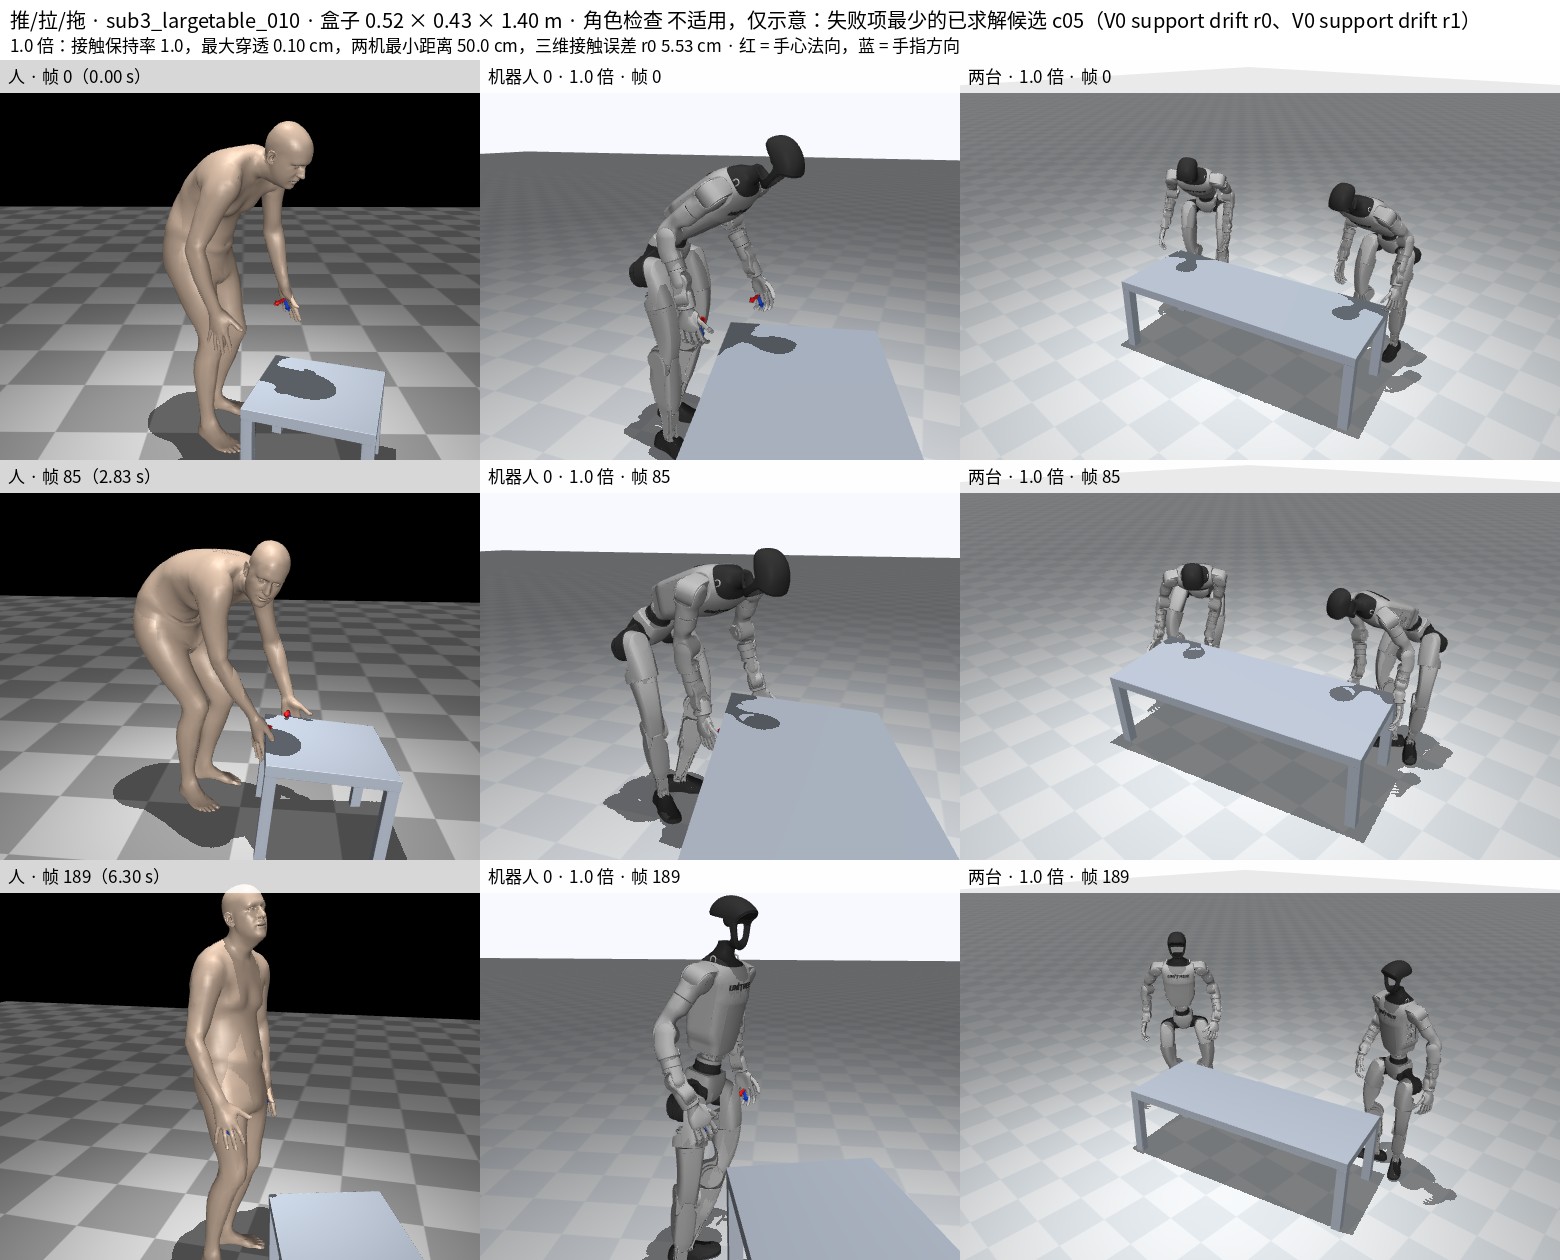 推/拉/拖 · sub3_largetable_010 · 盒子 0.52 × 0.43 × 1.40 m · 角色检查 不适用，仅示意：失败项最少的已求解候选 c05（V0 support drift r0、V0 support drift r1）
1.0 倍：接触保持率 1.0，最大穿透 0.10 cm，两机最小距离 50.0 cm，三维接触误差 r0 5.53 cm · 红 = 手心法向，蓝 = 手指方向
人 · 帧 0（0.00 s）
机器人 0 · 1.0 倍 · 帧 0
两台 · 1.0 倍 · 帧 0
人 · 帧 85（2.83 s）
机器人 0 · 1.0 倍 · 帧 85
两台 · 1.0 倍 · 帧 85
人 · 帧 189（6.30 s）
机器人 0 · 1.0 倍 · 帧 189
两台 · 1.0 倍 · 帧 189